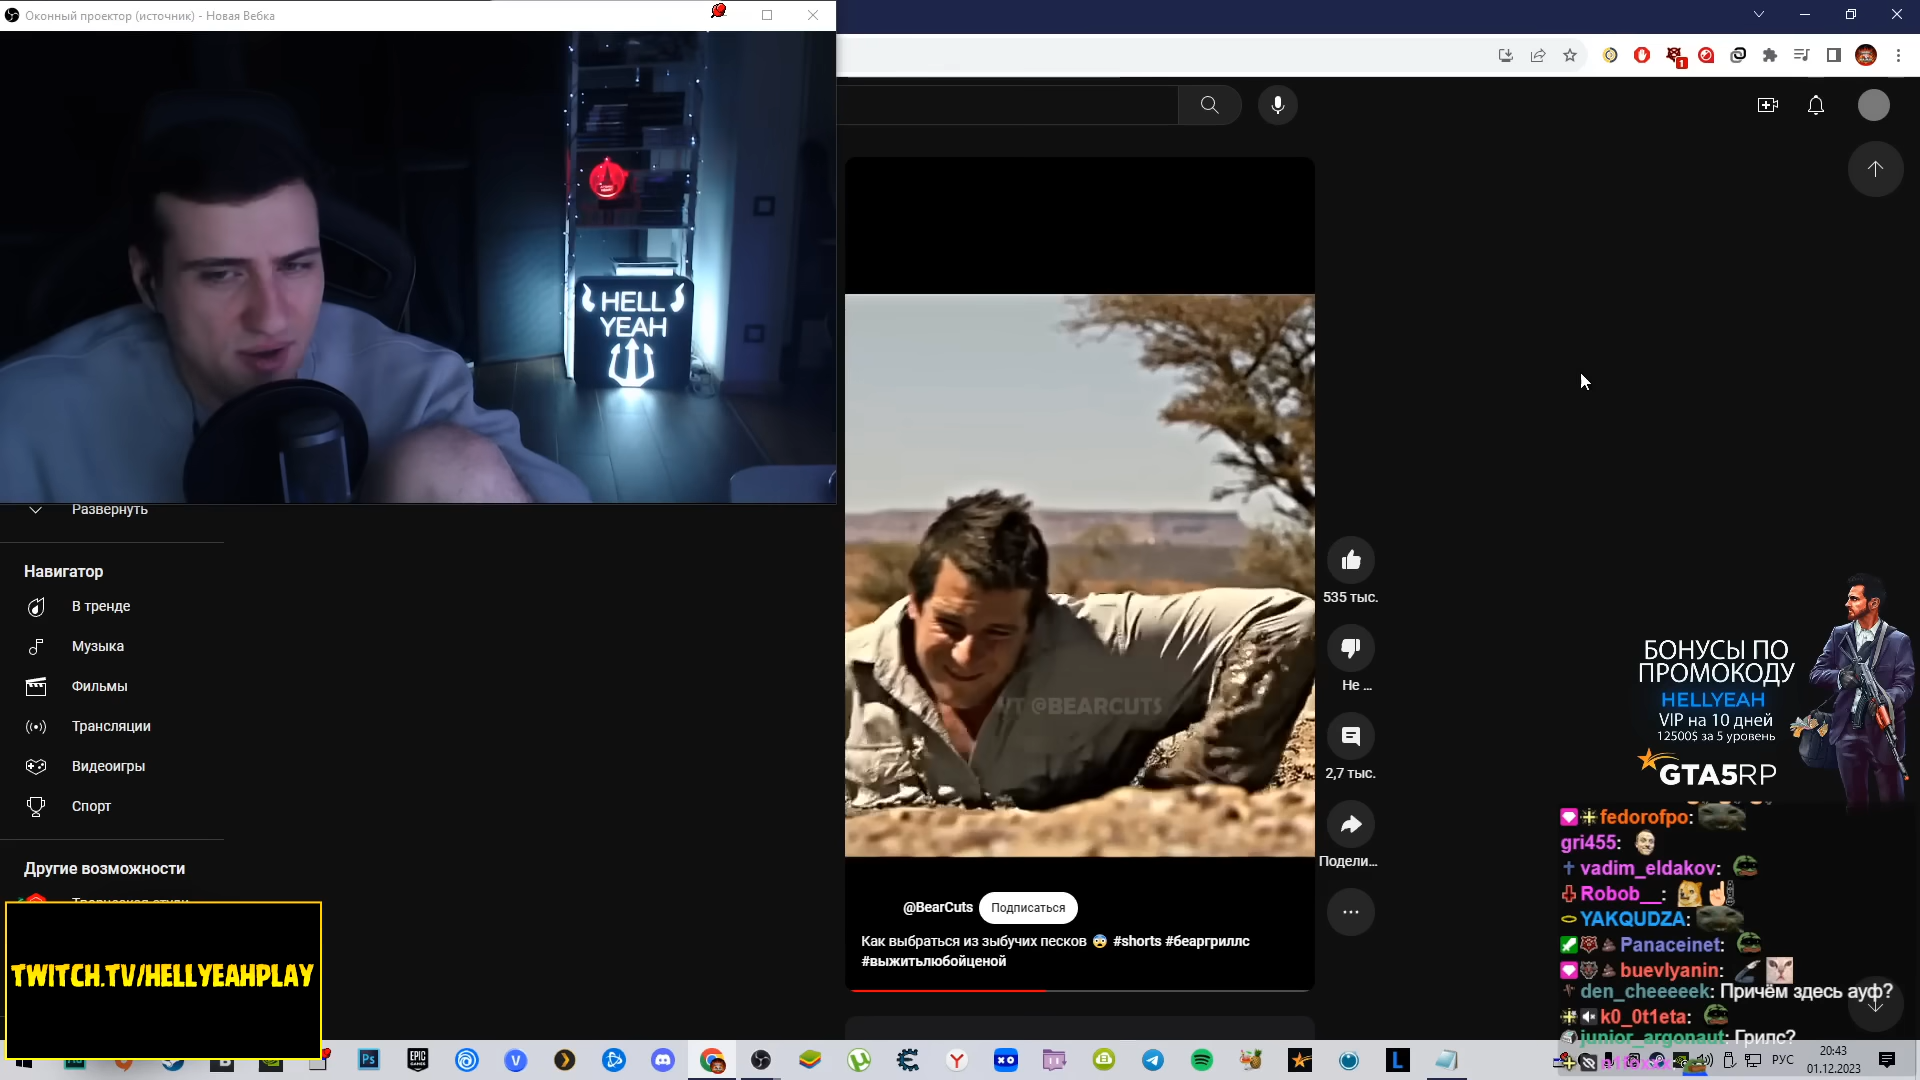 Оконный проектор (источник) - Новая Вебка
1
HELL
YEAH
Развернуть
Навигатор
В тренде
Музыка
Фильмы
Трансляции
Видеоигры
Спорт
Другие возможности
TWITCH.TV/HELLYEAHPLAY
YT @BEARCUTS
@BearCuts
Подписаться
Как выбраться из зыбучих песков #shorts #беаргриллс
#выжитьлюбойценой
535 тыс.
Не ...
2,7 тыс.
Подели...
БОНУСЫ ПО
ПРОМОКОДУ
HELLYEAH
VIP на 10 дней
12500$ за 5 уровень
GTA5RP
fedorofpo:
gri455:
vadim_eldakov:
Robob__:
YAKQUDZA:
Panaceinet:
buevlyanin:
den_cheeeeek: Причём здесь ауф?
k0_0t1eta:
junior_argonaut: Грилс?
РУС
20:43
01.12.2023